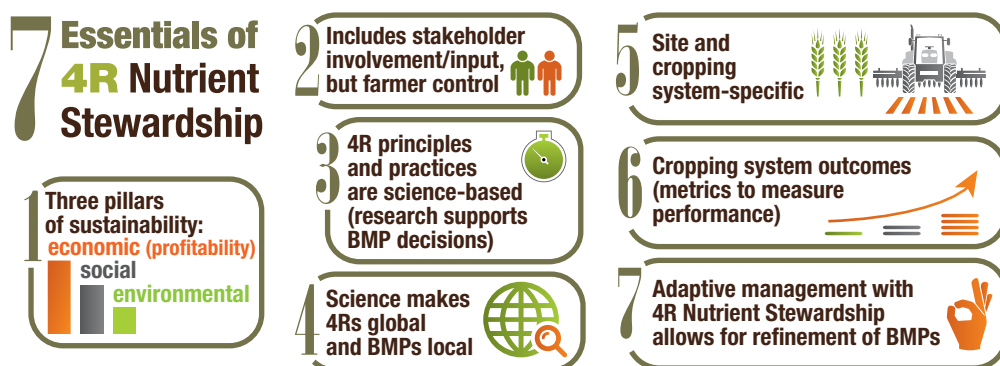 7 Essentials of
4R Nutrient
Stewardship
1 Three pillars
of sustainability:
economic (profitability)
social
environmental
2 Includes stakeholder
involvement/input,
but farmer control
3 4R principles
and practices
are science-based
(research supports
BMP decisions)
4 Science makes
4Rs global
and BMPs local
5 Site and
cropping
system-specific
6 Cropping system outcomes
(metrics to measure
performance)
7 Adaptive management with
4R Nutrient Stewardship
allows for refinement of BMPs